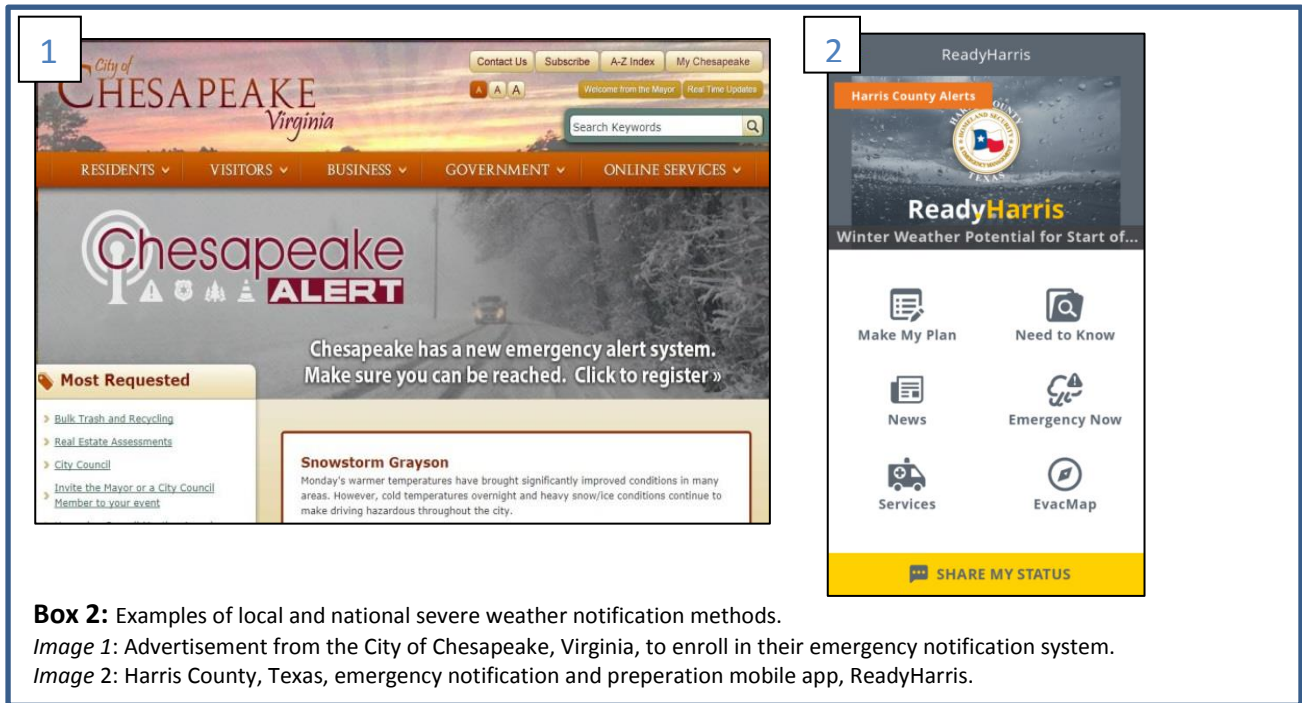 1
City of
CHESAPEAKE
Virginia
Contact Us Subscribe A-Z Index My Chesapeake
A A A Welcome from the Mayor Real Time Updates
Search Keywords
RESIDENTS VISITORS BUSINESS GOVERNMENT ONLINE SERVICES
Chesapeake
ALERT
Chesapeake has a new emergency alert system.
Make sure you can be reached. Click to register »
Most Requested
Bulk Trash and Recycling
Real Estate Assessments
City Council
Invite the Mayor or a City Council
Member to your event
Snowstorm Grayson
Monday's warmer temperatures have brought significantly improved conditions in many
areas. However, cold temperatures overnight and heavy snow/ice conditions continue to
make driving hazardous throughout the city.
2
ReadyHarris
Harris County Alerts
HARRIS COUNTY
HOMELAND SECURITY
EMERGENCY MANAGEMENT
TEXAS
ReadyHarris
Winter Weather Potential for Start of...
Make My Plan Need to Know
News Emergency Now
Services EvacMap
SHARE MY STATUS
Box 2: Examples of local and national severe weather notification methods.
Image 1: Advertisement from the City of Chesapeake, Virginia, to enroll in their emergency notification system.
Image 2: Harris County, Texas, emergency notification and preperation mobile app, ReadyHarris.